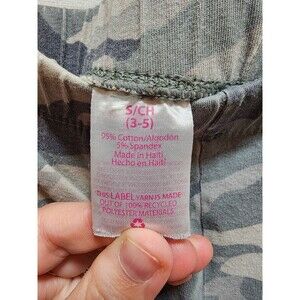 S/CH
(3-5)
95% Cotton/Algodón
5% Spandex
Made in Haiti
Hecho en Haití
THIS LABEL YARN IS MADE
OUT OF 100% RECYCLED
POLYESTER MATERIALS